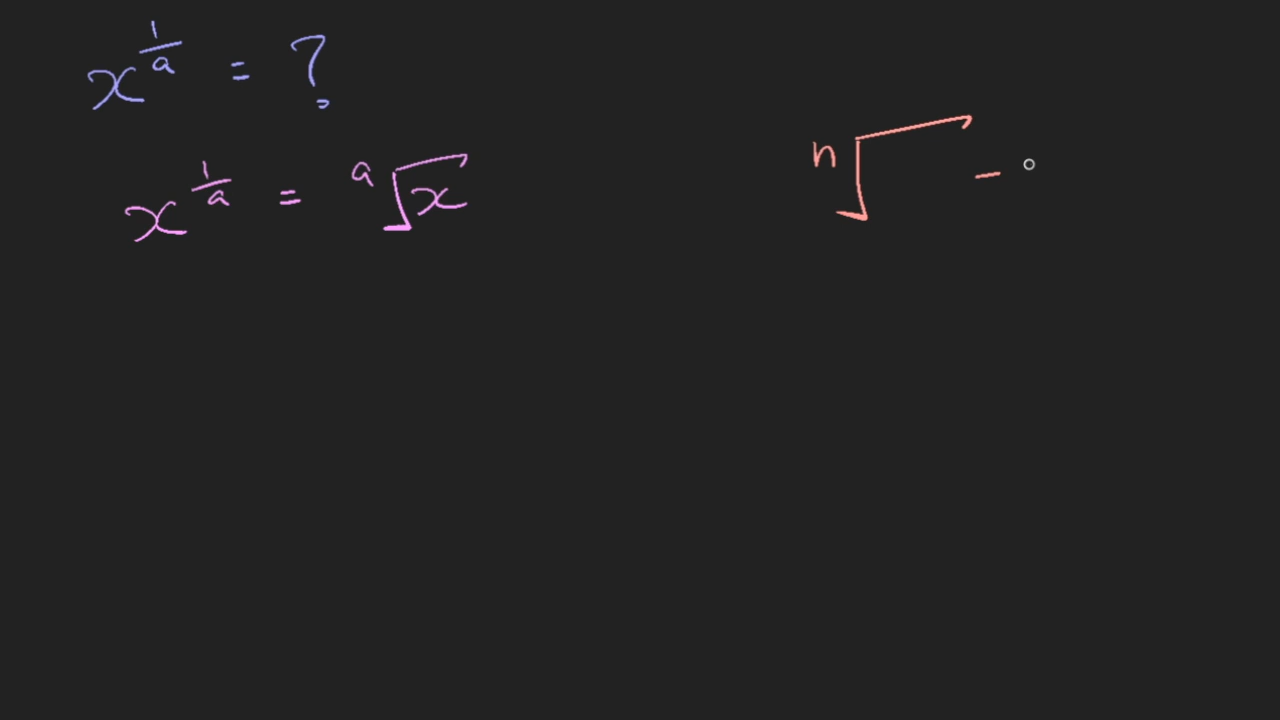 x^{1/a} = ?
x^{1/a} = ᵃ√x
ⁿ√ −